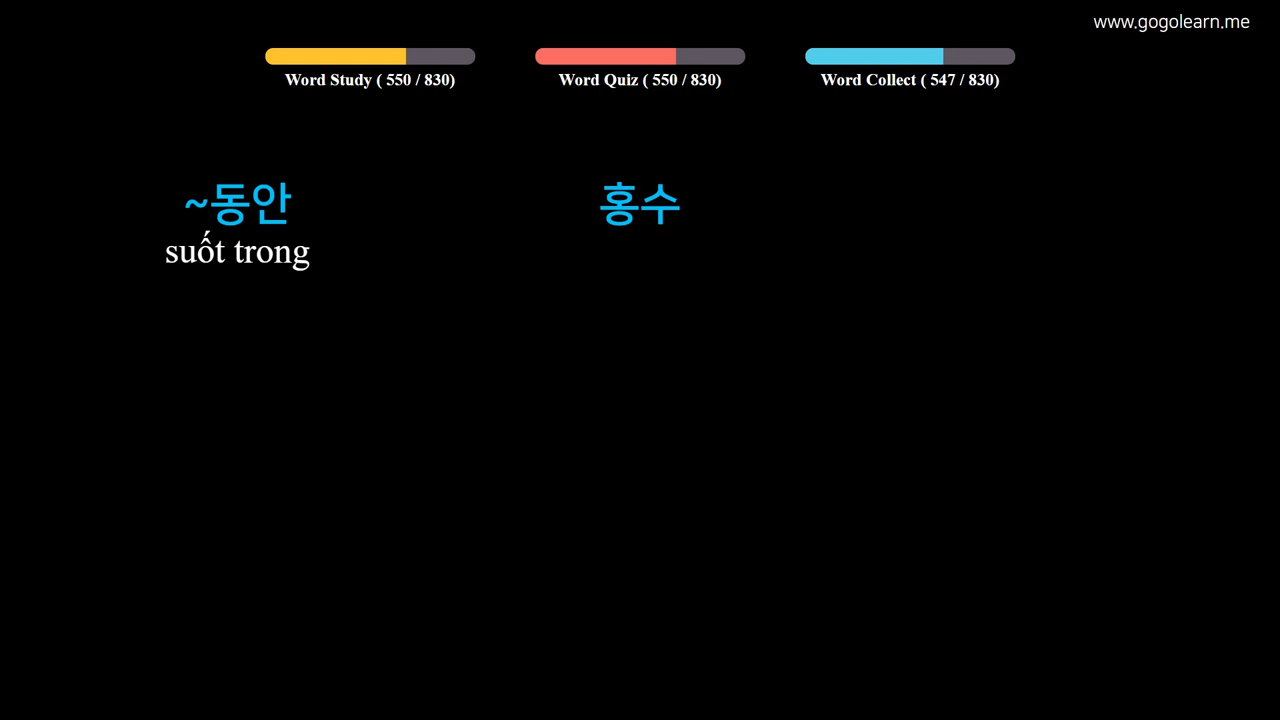 www.gogolearn.me
Word Study ( 550 / 830)
Word Quiz ( 550 / 830)
Word Collect ( 547 / 830)
~동안
suốt trong
홍수